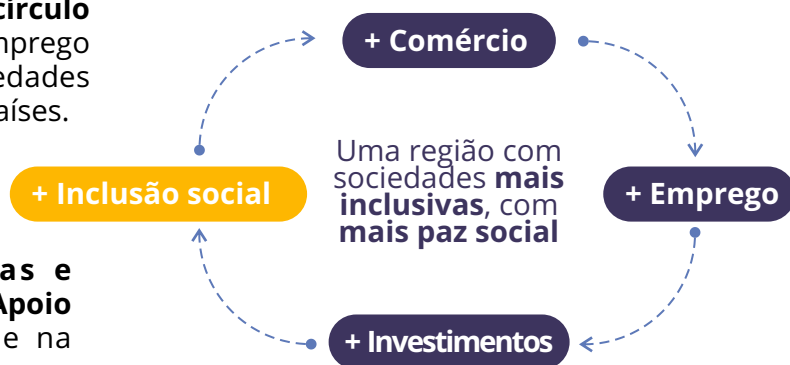 círculo
mprego
edades
aíses.
+ Comércio
Uma região com
sociedades mais
inclusivas, com
mais paz social
+ Inclusão social
+ Emprego
as e
Apoio
e na
+ Investimentos